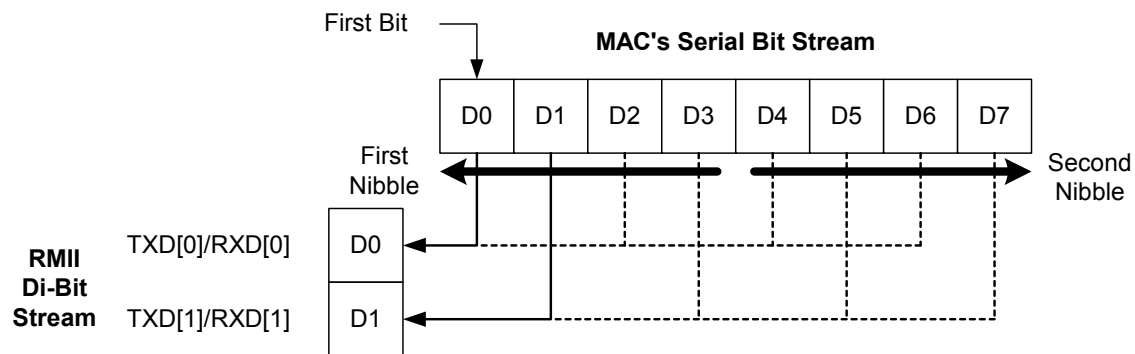 First Bit
MAC's Serial Bit Stream
D0 D1 D2 D3 D4 D5 D6 D7
First
Nibble
Second
Nibble
RMII
Di-Bit
Stream
TXD[0]/RXD[0] D0
TXD[1]/RXD[1] D1